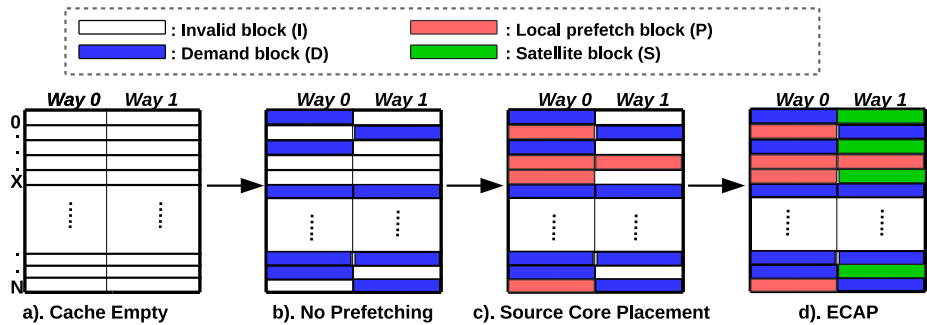 : Invalid block (I)
: Local prefetch block (P)
: Demand block (D)
: Satellite block (S)
Way 0 Way 1
Way 0 Way 1
Way 0 Way 1
Way 0 Way 1
0
X
N
a). Cache Empty
b). No Prefetching
c). Source Core Placement
d). ECAP